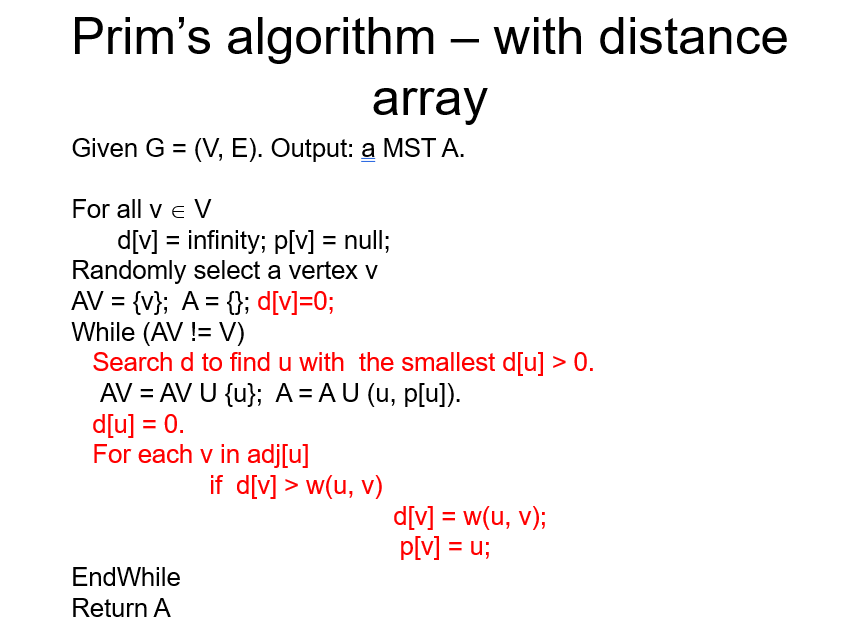 Prim’s algorithm – with distance
array
Given G = (V, E). Output: a MST A.
For all v ∈ V
d[v] = infinity; p[v] = null;
Randomly select a vertex v
AV = {v}; A = {}; d[v]=0;
While (AV != V)
Search d to find u with the smallest d[u] > 0.
AV = AV U {u}; A = A U (u, p[u]).
d[u] = 0.
For each v in adj[u]
if d[v] > w(u, v)
d[v] = w(u, v);
p[v] = u;
EndWhile
Return A